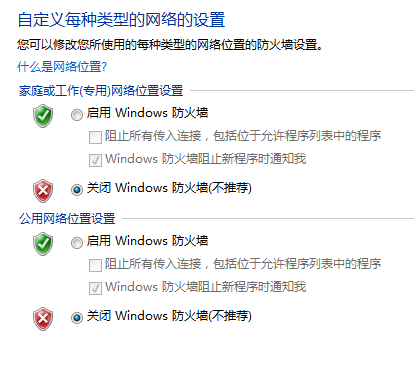 自定义每种类型的网络的设置
您可以修改您所使用的每种类型的网络位置的防火墙设置。
什么是网络位置?
家庭或工作(专用)网络位置设置
启用 Windows 防火墙
阻止所有传入连接，包括位于允许程序列表中的程序
Windows 防火墙阻止新程序时通知我
关闭 Windows 防火墙(不推荐)
公用网络位置设置
启用 Windows 防火墙
阻止所有传入连接，包括位于允许程序列表中的程序
Windows 防火墙阻止新程序时通知我
关闭 Windows 防火墙(不推荐)